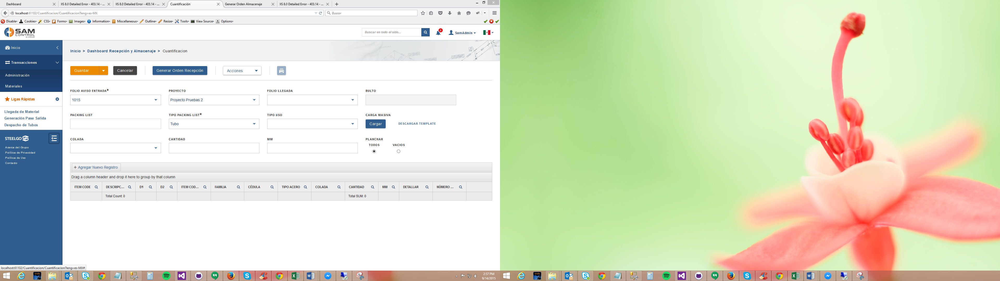 Dashboard
IIS 8.0 Detailed Error - 403.14 - ...
IIS 8.0 Detailed Error - 403.14 - ...
Cuantificación
Generar Orden Almacenaje
IIS 8.0 Detailed Error - 403.14 - ...
localhost:61102/Cuantificacion/Cuantificacion?leng=es-MX
Buscar
Disable Cookies CSS Forms Images Information Miscellaneous Outline Resize Tools View Source Options
SAM
CONTROL
BY STEELGO
Buscar en todo el sitio...
0
SamAdmin
Inicio
Transacciones
Administración
Materiales
Ligas Rápidas
Llegada de Material
Generación Pase Salida
Despacho de Tubos
STEELGO
Acerca del Grupo
Política de Privacidad
Política de Uso
Contacto
Inicio > Dashboard Recepción y Almacenaje > Cuantificacion
Guardar Cancelar Generar Orden Recepción Acciones
FOLIO AVISO ENTRADA* PROYECTO FOLIO LLEGADA BULTO
1015 Proyecto Pruebas 2
PACKING LIST TIPO PACKING LIST* TIPO USO CARGA MASIVA
Tubo Cargar DESCARGAR TEMPLATE
COLADA CANTIDAD MM PLANCHAR
TODOS VACIOS
+ Agregar Nuevo Registro
Drag a column header and drop it here to group by that column
ITEM CODE DESCRIPC... D1 D2 ITEM COD... FAMILIA CÉDULA TIPO ACERO COLADA CANTIDAD MM DETALLAR NÚMERO ...
Total Count: 0 Total SUM: 0
localhost:61102/Cuantificacion/Cuantificacion?leng=es-MX#
2:57 PM
9/14/2015